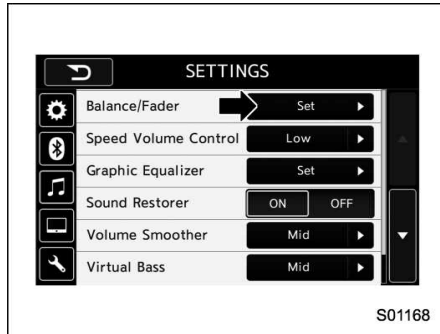 SETTINGS
Balance/Fader Set
Speed Volume Control Low
Graphic Equalizer Set
Sound Restorer ON OFF
Volume Smoother Mid
Virtual Bass Mid
S01168